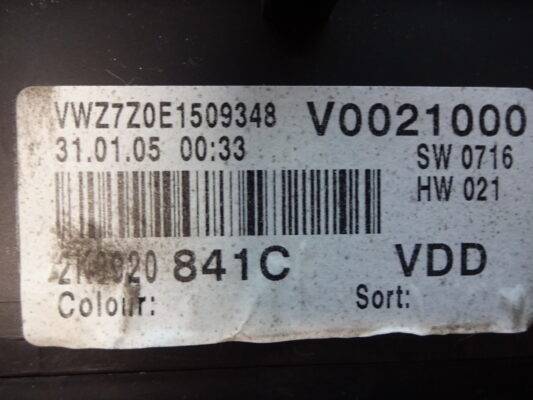 VWZ7Z0E1509348 V0021000
31.01.05 00:33 SW 0716
HW 021
841C VDD
Colour: Sort: